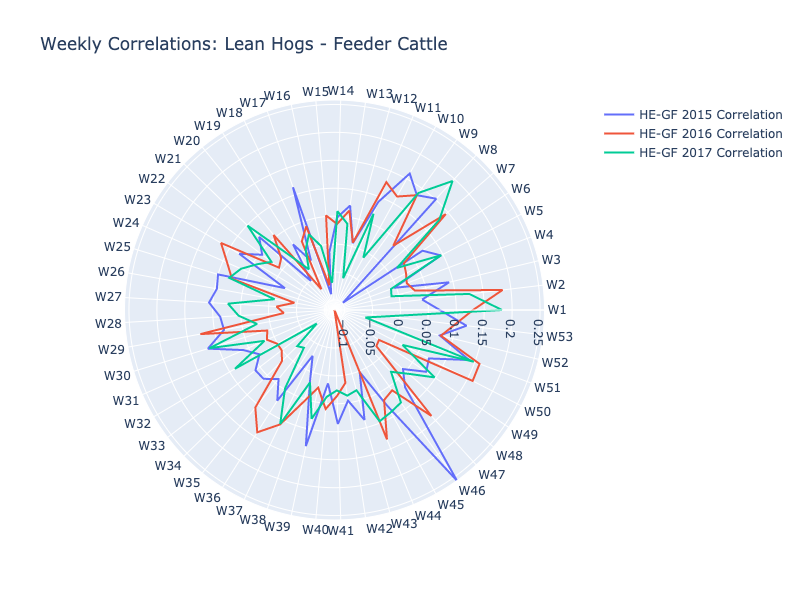 Weekly Correlations: Lean Hogs - Feeder Cattle
HE-GF 2015 Correlation
HE-GF 2016 Correlation
HE-GF 2017 Correlation
W1
W2
W3
W4
W5
W6
W7
W8
W9
W10
W11
W12
W13
W14
W15
W16
W17
W18
W19
W20
W21
W22
W23
W24
W25
W26
W27
W28
W29
W30
W31
W32
W33
W34
W35
W36
W37
W38
W39
W40
W41
W42
W43
W44
W45
W46
W47
W48
W49
W50
W51
W52
W53
−0.1
−0.05
0
0.05
0.1
0.15
0.2
0.25